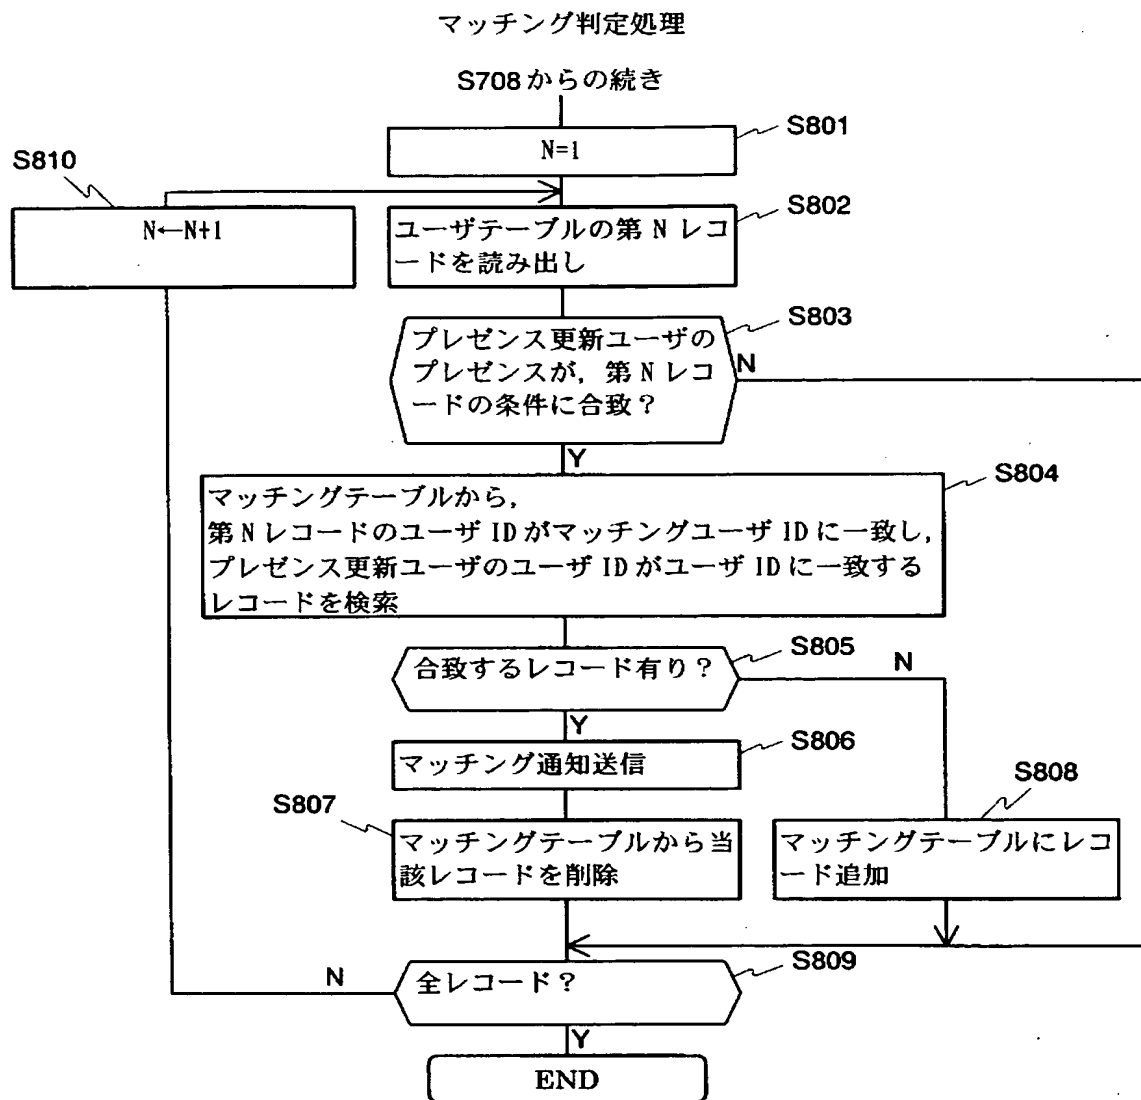 マッチング判定処理
S708からの続き
S801
N=1
S810
N←N+1
S802
ユーザテーブルの第Nレコ
ードを読み出し
S803
プレゼンス更新ユーザの
プレゼンスが，第Nレコ
ードの条件に合致？
N
Y
S804
マッチングテーブルから，
第NレコードのユーザIDがマッチングユーザIDに一致し，
プレゼンス更新ユーザのユーザIDがユーザIDに一致する
レコードを検索
S805
合致するレコード有り？
N
Y
S806
マッチング通知送信
S807
マッチングテーブルから当
該レコードを削除
S808
マッチングテーブルにレコ
ード追加
S809
全レコード？
N
Y
END